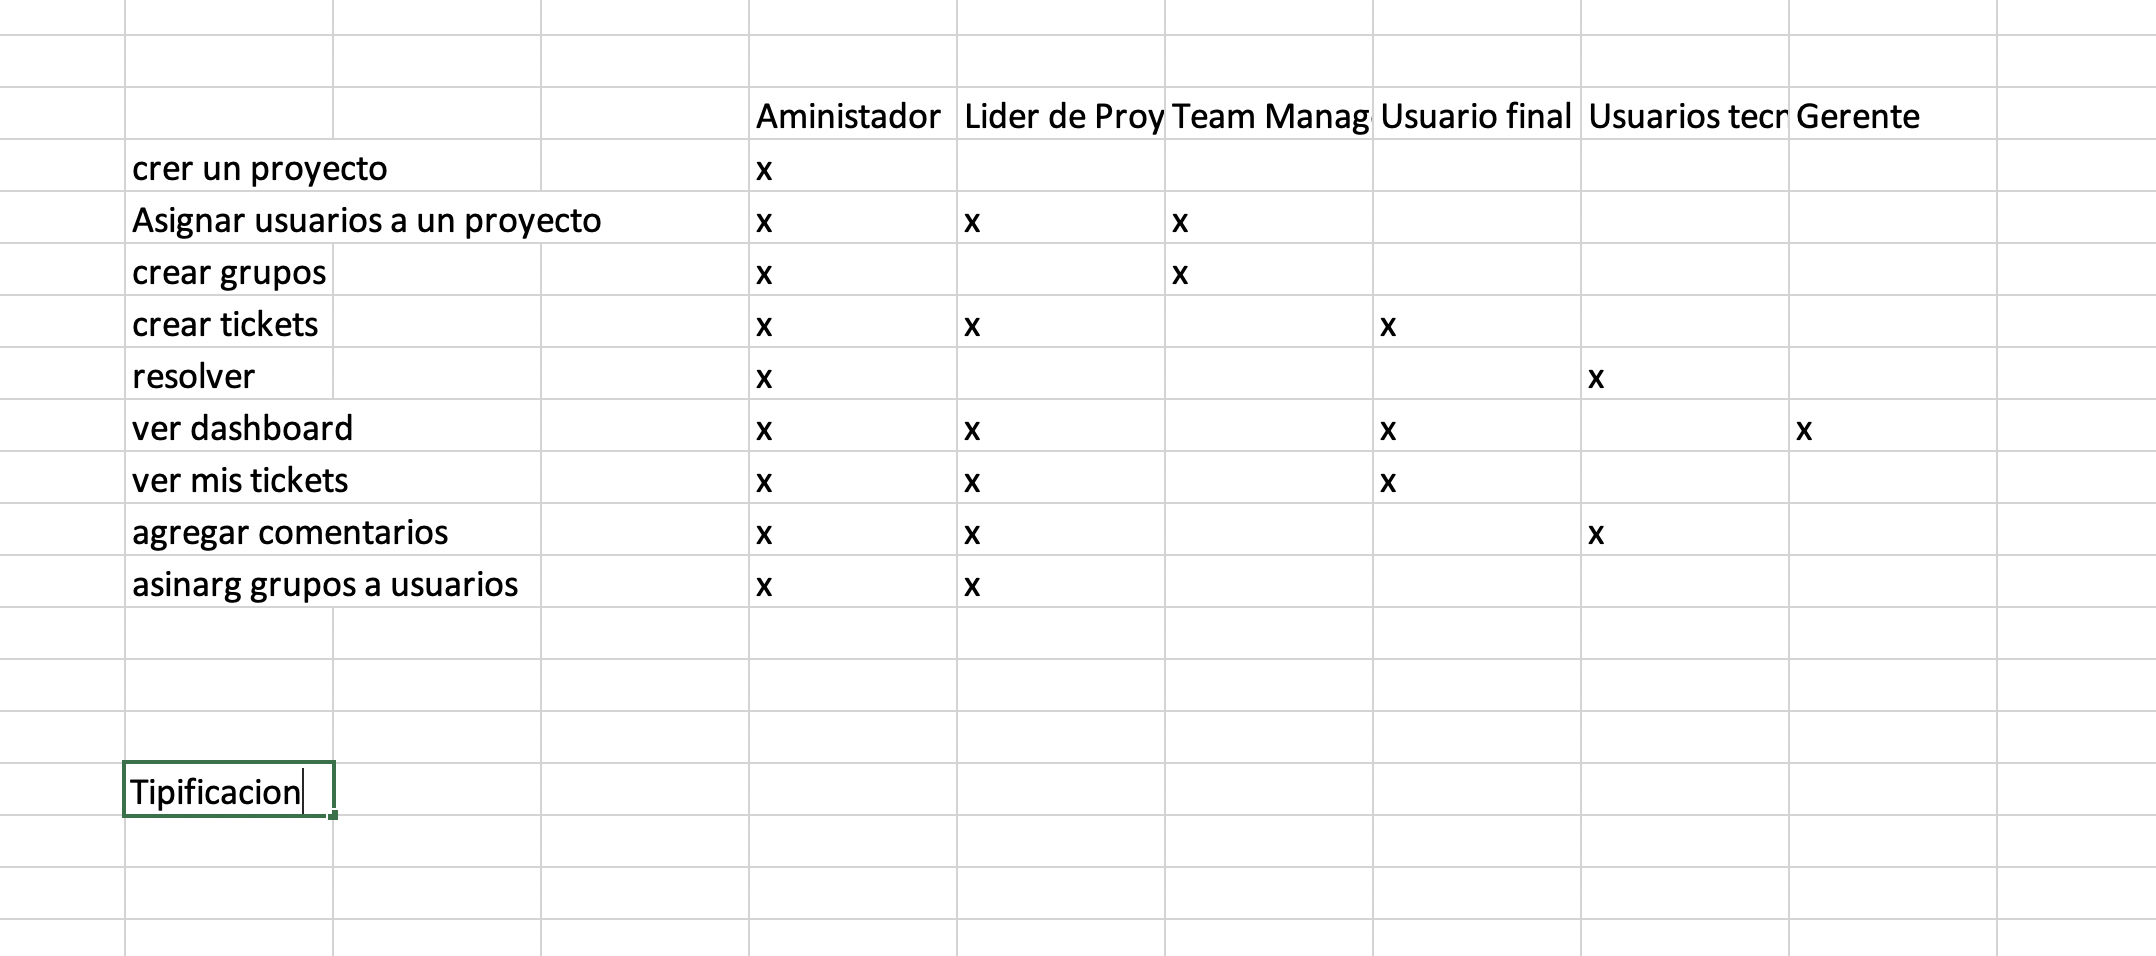 Aministador Lider de Proy Team Manag Usuario final Usuarios tecn Gerente
crer un proyecto x
Asignar usuarios a un proyecto x x x
crear grupos x x
crear tickets x x x
resolver x x
ver dashboard x x x x
ver mis tickets x x x
agregar comentarios x x x
asinarg grupos a usuarios x x
Tipificacion